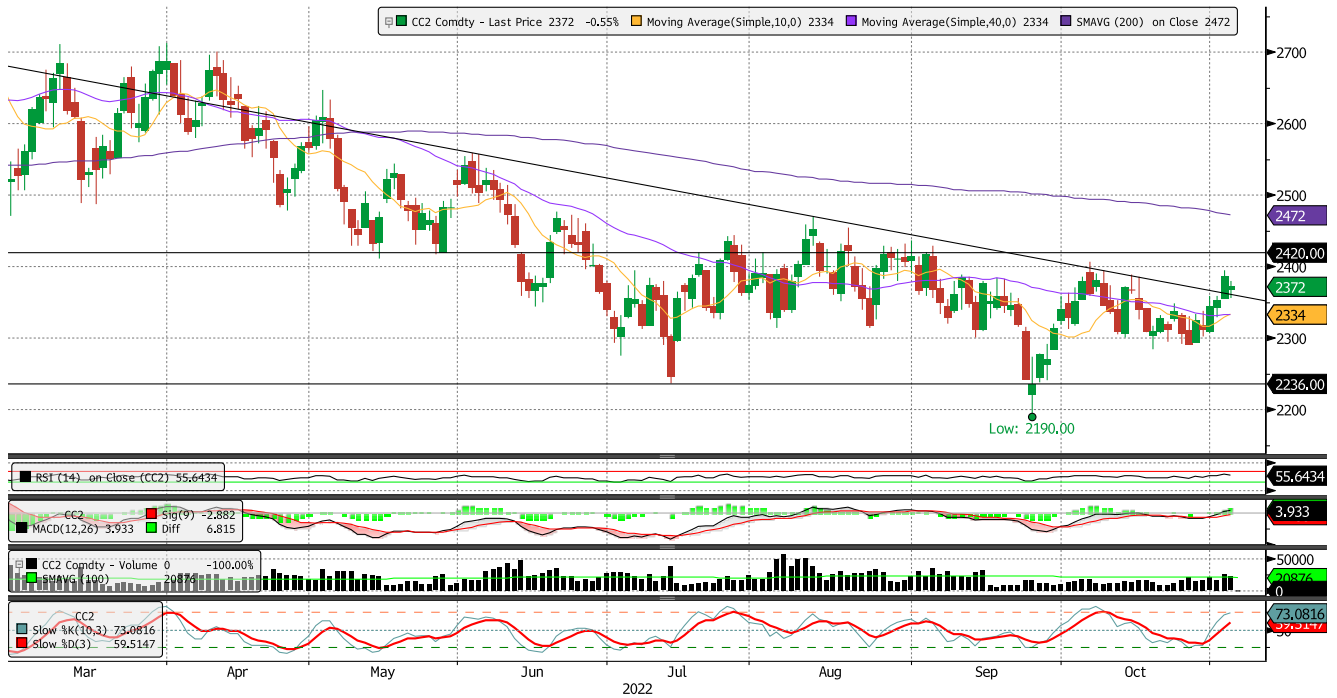 CC2 Comdty - Last Price 2372 -0.55% Moving Average(Simple,10,0) 2334 Moving Average(Simple,40,0) 2334 SMAVG (200) on Close 2472
2700
2600
2500
2472
2420.00
2400
2372
2334
2300
2236.00
2200
Low: 2190.00
RSI (14) on Close (CC2) 55.6434
55.6434
CC2 Sig(9) -2.882
MACD(12,26) 3.933 Diff 6.815
3.933
CC2 Comdty - Volume 0 -100.00%
SMAVG (100) 20876
50000
20876
0
CC2
Slow %K(10,3) 73.0816
Slow %D(3) 59.5147
73.0816
59.5147
Mar Apr May Jun Jul Aug Sep Oct
2022